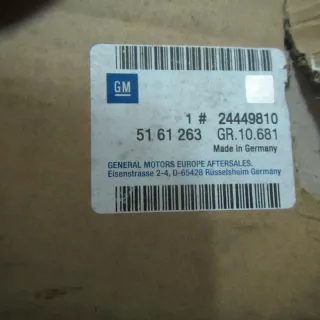 GM
1 # 24449810
51 61 263 GR.10.681
Made in Germany
GENERAL MOTORS EUROPE AFTERSALES.
Eisenstrasse 2-4, D-65428 Rüsselsheim Germany